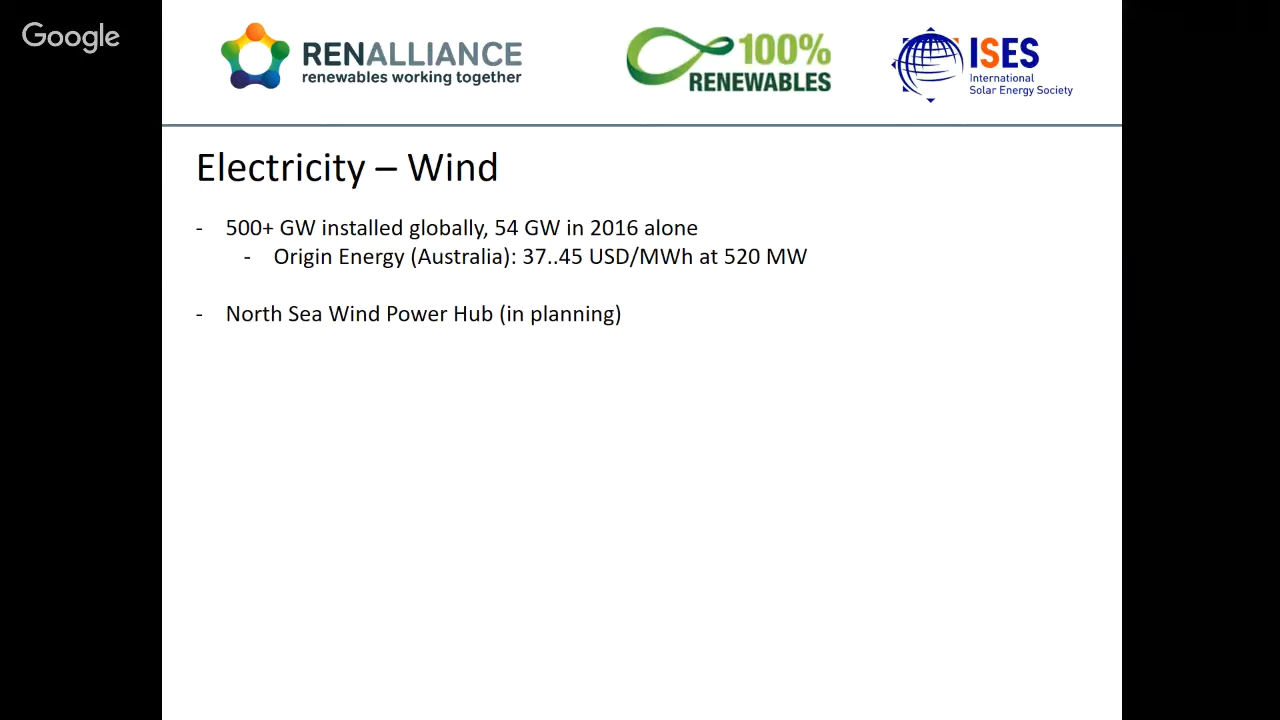 Google
RENALLIANCE
renewables working together
100%
RENEWABLES
ISES
International
Solar Energy Society
Electricity – Wind
- 500+ GW installed globally, 54 GW in 2016 alone
- Origin Energy (Australia): 37..45 USD/MWh at 520 MW
- North Sea Wind Power Hub (in planning)